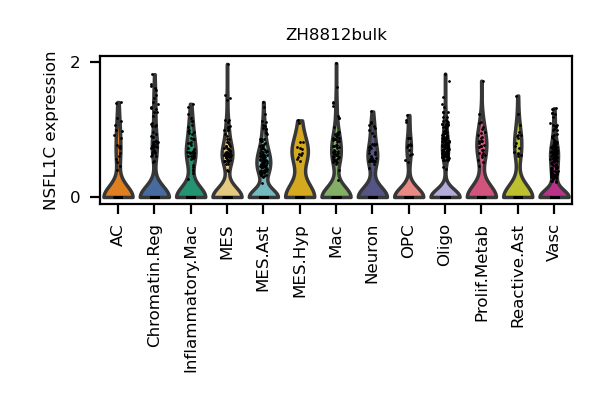 ZH8812bulk
NSFL1C expression
2
0
AC
Chromatin.Reg
Inflammatory.Mac
MES
MES.Ast
MES.Hyp
Mac
Neuron
OPC
Oligo
Prolif.Metab
Reactive.Ast
Vasc